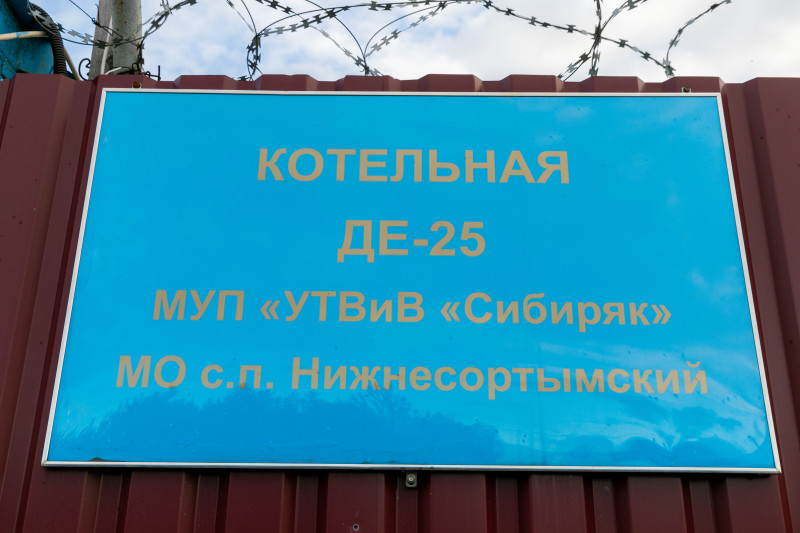 КОТЕЛЬНАЯ
ДЕ-25
МУП «УТВиВ «Сибиряк»
МО с.п. Нижнесортымский